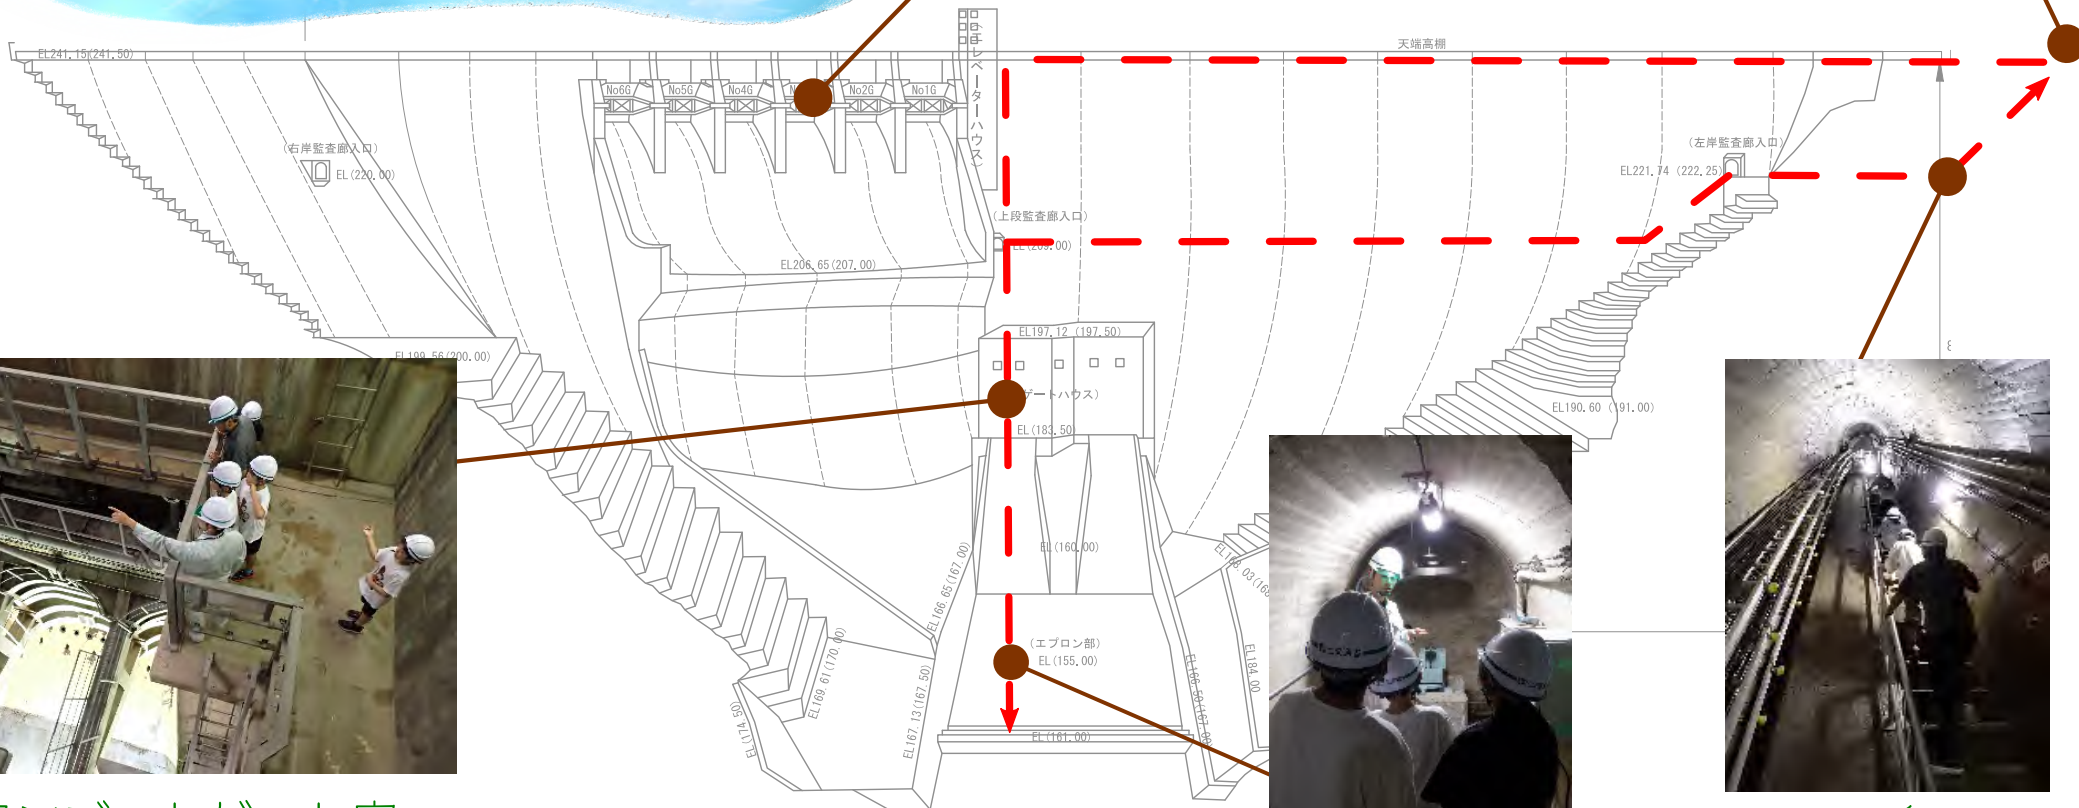 天端高欄
EL241.15(241.50)
(エレベーターハウス)
No6G
No5G
No4G
No2G
No1G
(右岸監査廊入口)
EL(220.00)
(左岸監査廊入口)
EL221.74 (222.25)
(上段監査廊入口)
EL(209.00)
EL206.65(207.00)
EL197.12 (197.50)
EL199.56(200.00)
ゲートハウス)
EL(183.50)
EL190.60 (191.00)
EL(160.00)
EL166.65(167.00)
(エプロン部)
EL(155.00)
EL184.00
EL169.61(170.00)
EL167.13(167.50)
EL166.50(167.00)
EL(174.50)
EL(161.00)